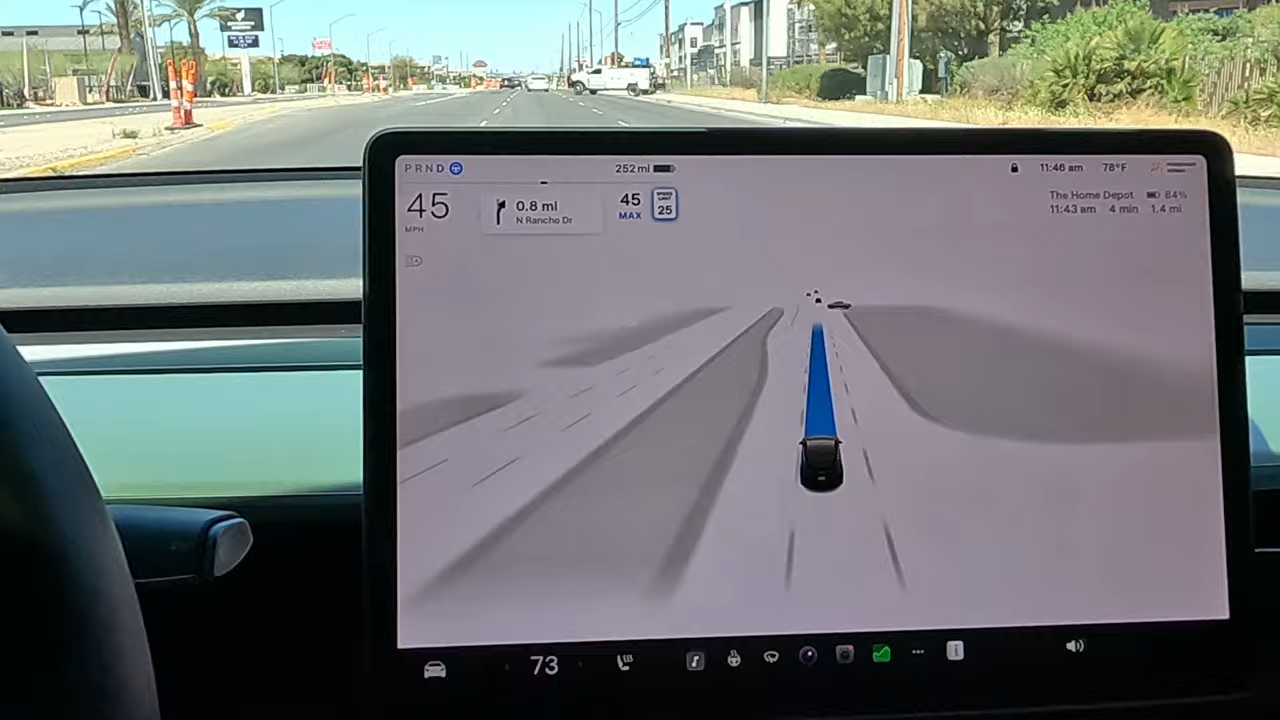 PRND
252 mi
11:46 am
78°F
45
MPH
0.8 mi
N Rancho Dr
45
MAX
SPEED
LIMIT
25
The Home Depot
84%
11:43 am
4 min
1.4 mi
73